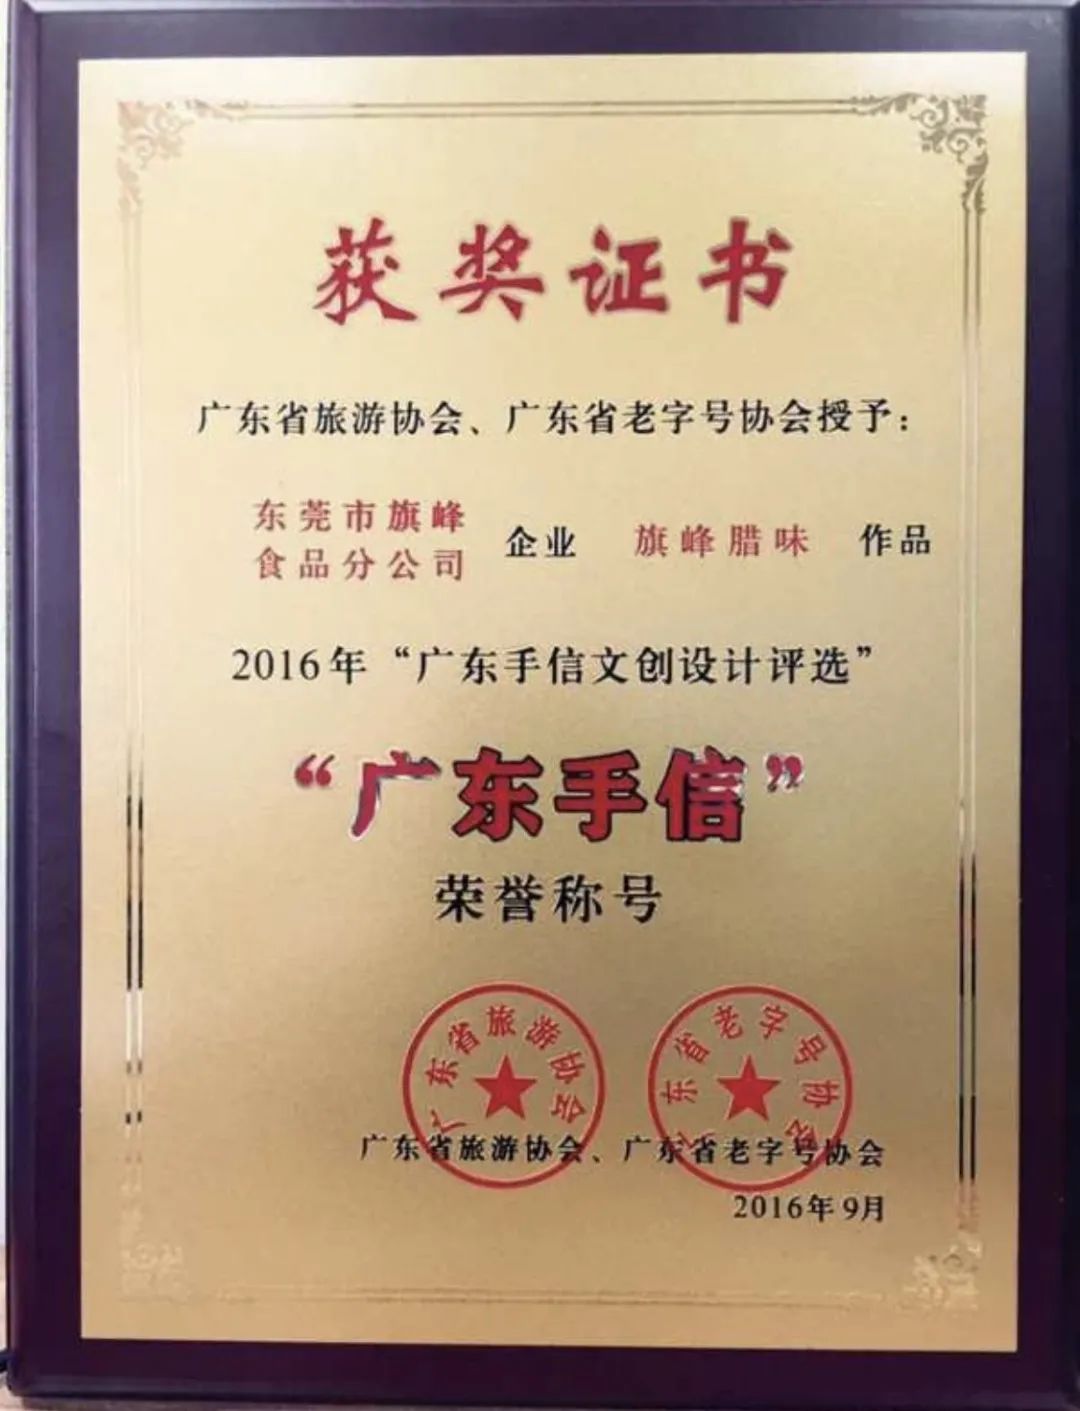 获奖证书
广东省旅游协会、广东省老字号协会授予：
东莞市旗峰
食品分公司
企业 旗峰腊味 作品
2016年“广东手信文创设计评选”
“广东手信”
荣誉称号
广东省旅游协会
广东省老字号协会
广东省旅游协会、广东省老字号协会
2016年9月